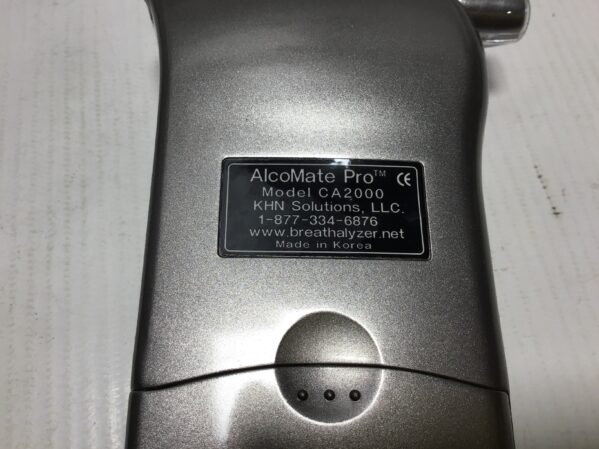 AlcoMate Pro™ CE
Model CA2000
KHN Solutions, LLC.
1-877-334-6876
www.breathalyzer.net
Made in Korea